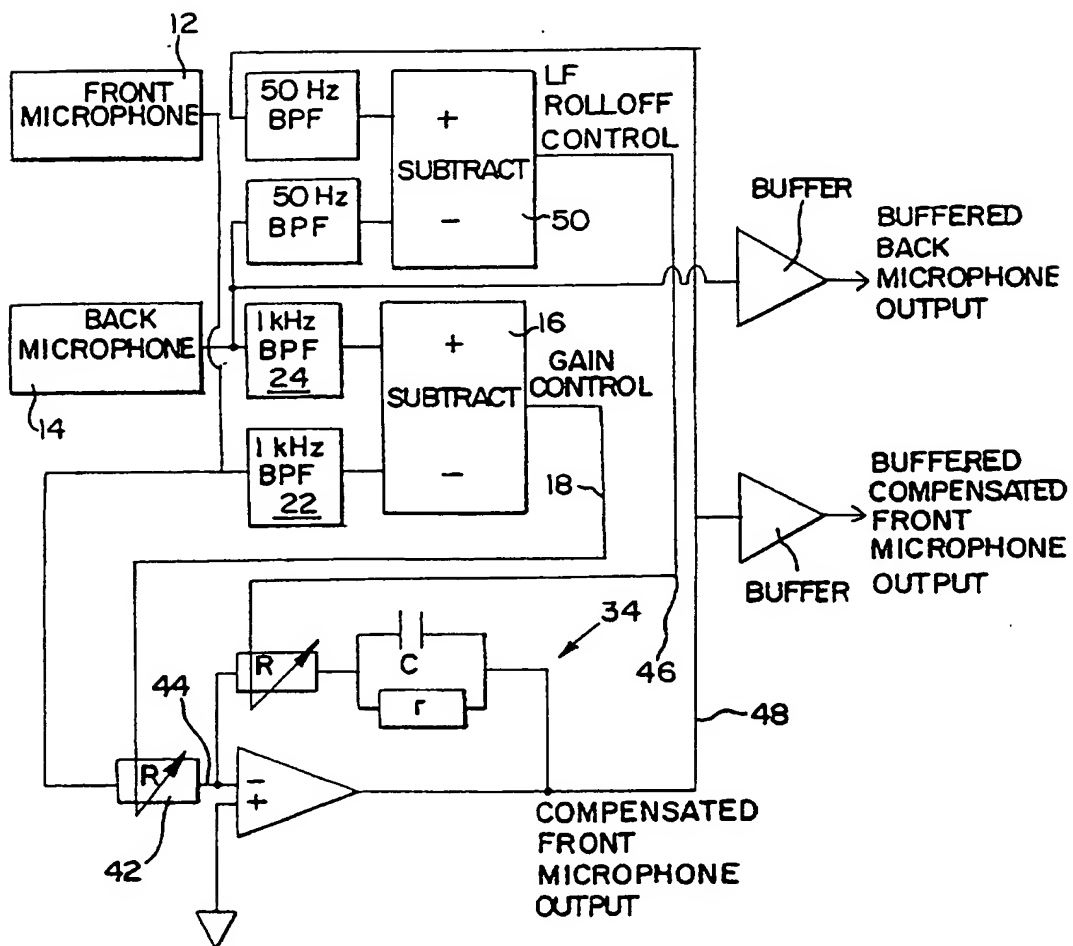 12
FRONT
MICROPHONE
50 Hz
BPF
+
SUBTRACT
−
50
LF
ROLLOFF
CONTROL
50 Hz
BPF
BUFFER
BUFFERED
BACK
MICROPHONE
OUTPUT
BACK
MICROPHONE
14
1 kHz
BPF
24
+
SUBTRACT
−
16
GAIN
CONTROL
1 kHz
BPF
22
18
BUFFERED
COMPENSATED
FRONT
MICROPHONE
OUTPUT
BUFFER
34
R
C
r
46
48
44
R
42
−
+
COMPENSATED
FRONT
MICROPHONE
OUTPUT